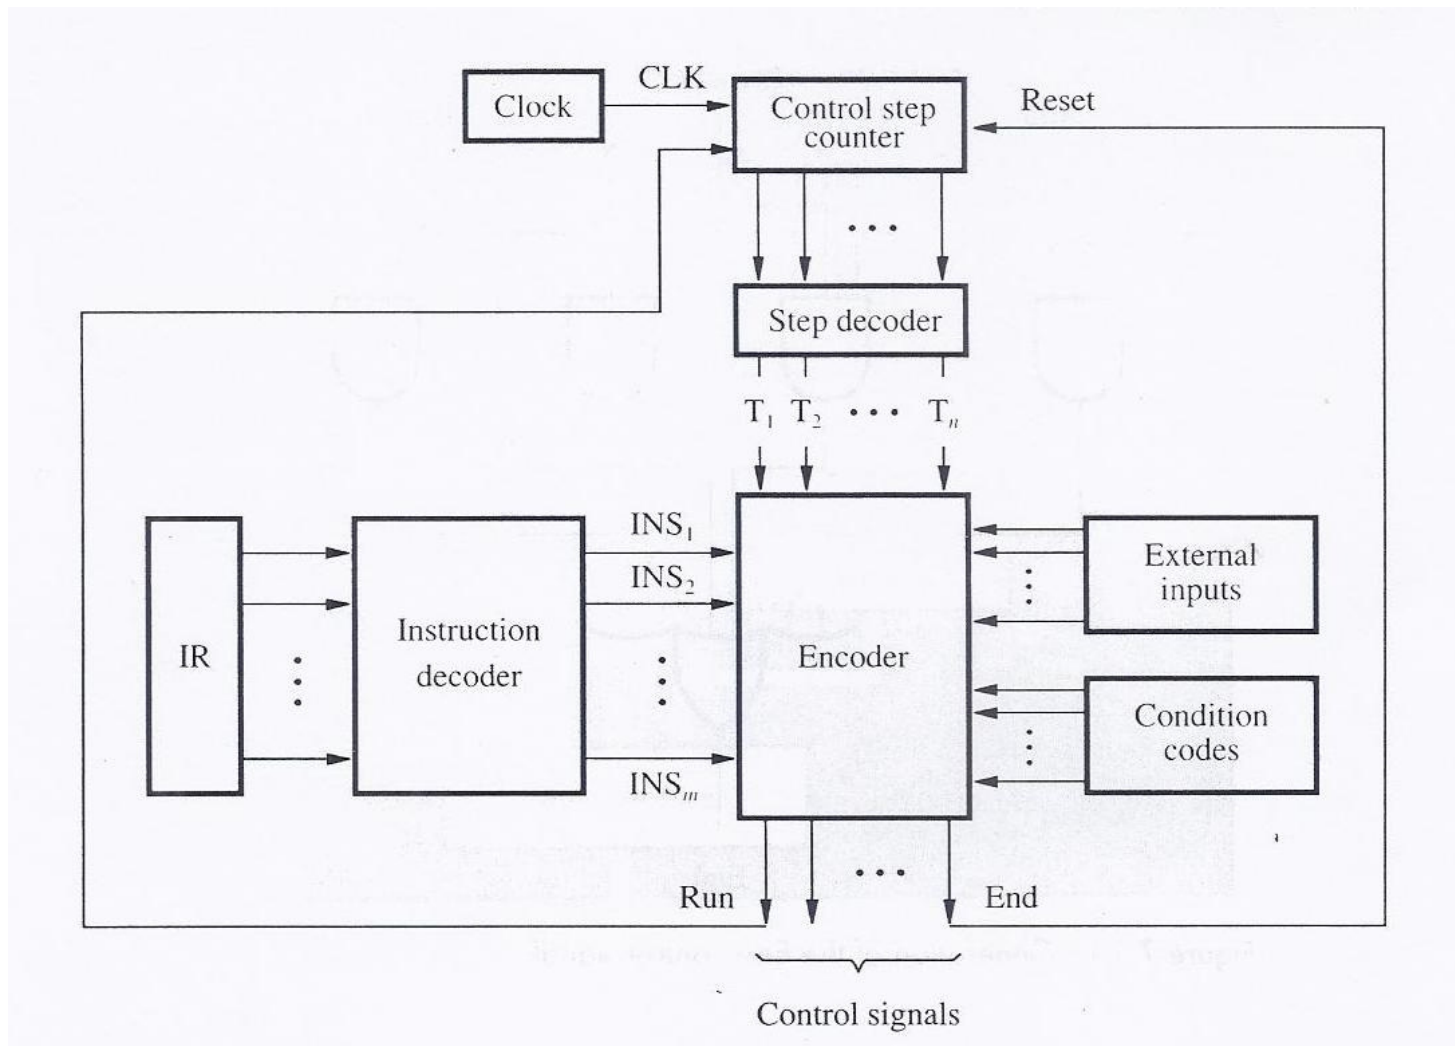 CLK
Clock
Control step
counter
Reset
Step decoder
T₁ T₂ Tₙ
INS₁
INS₂
IR
Instruction
decoder
INSₘ
Encoder
External
inputs
Condition
codes
Run
End
Control signals